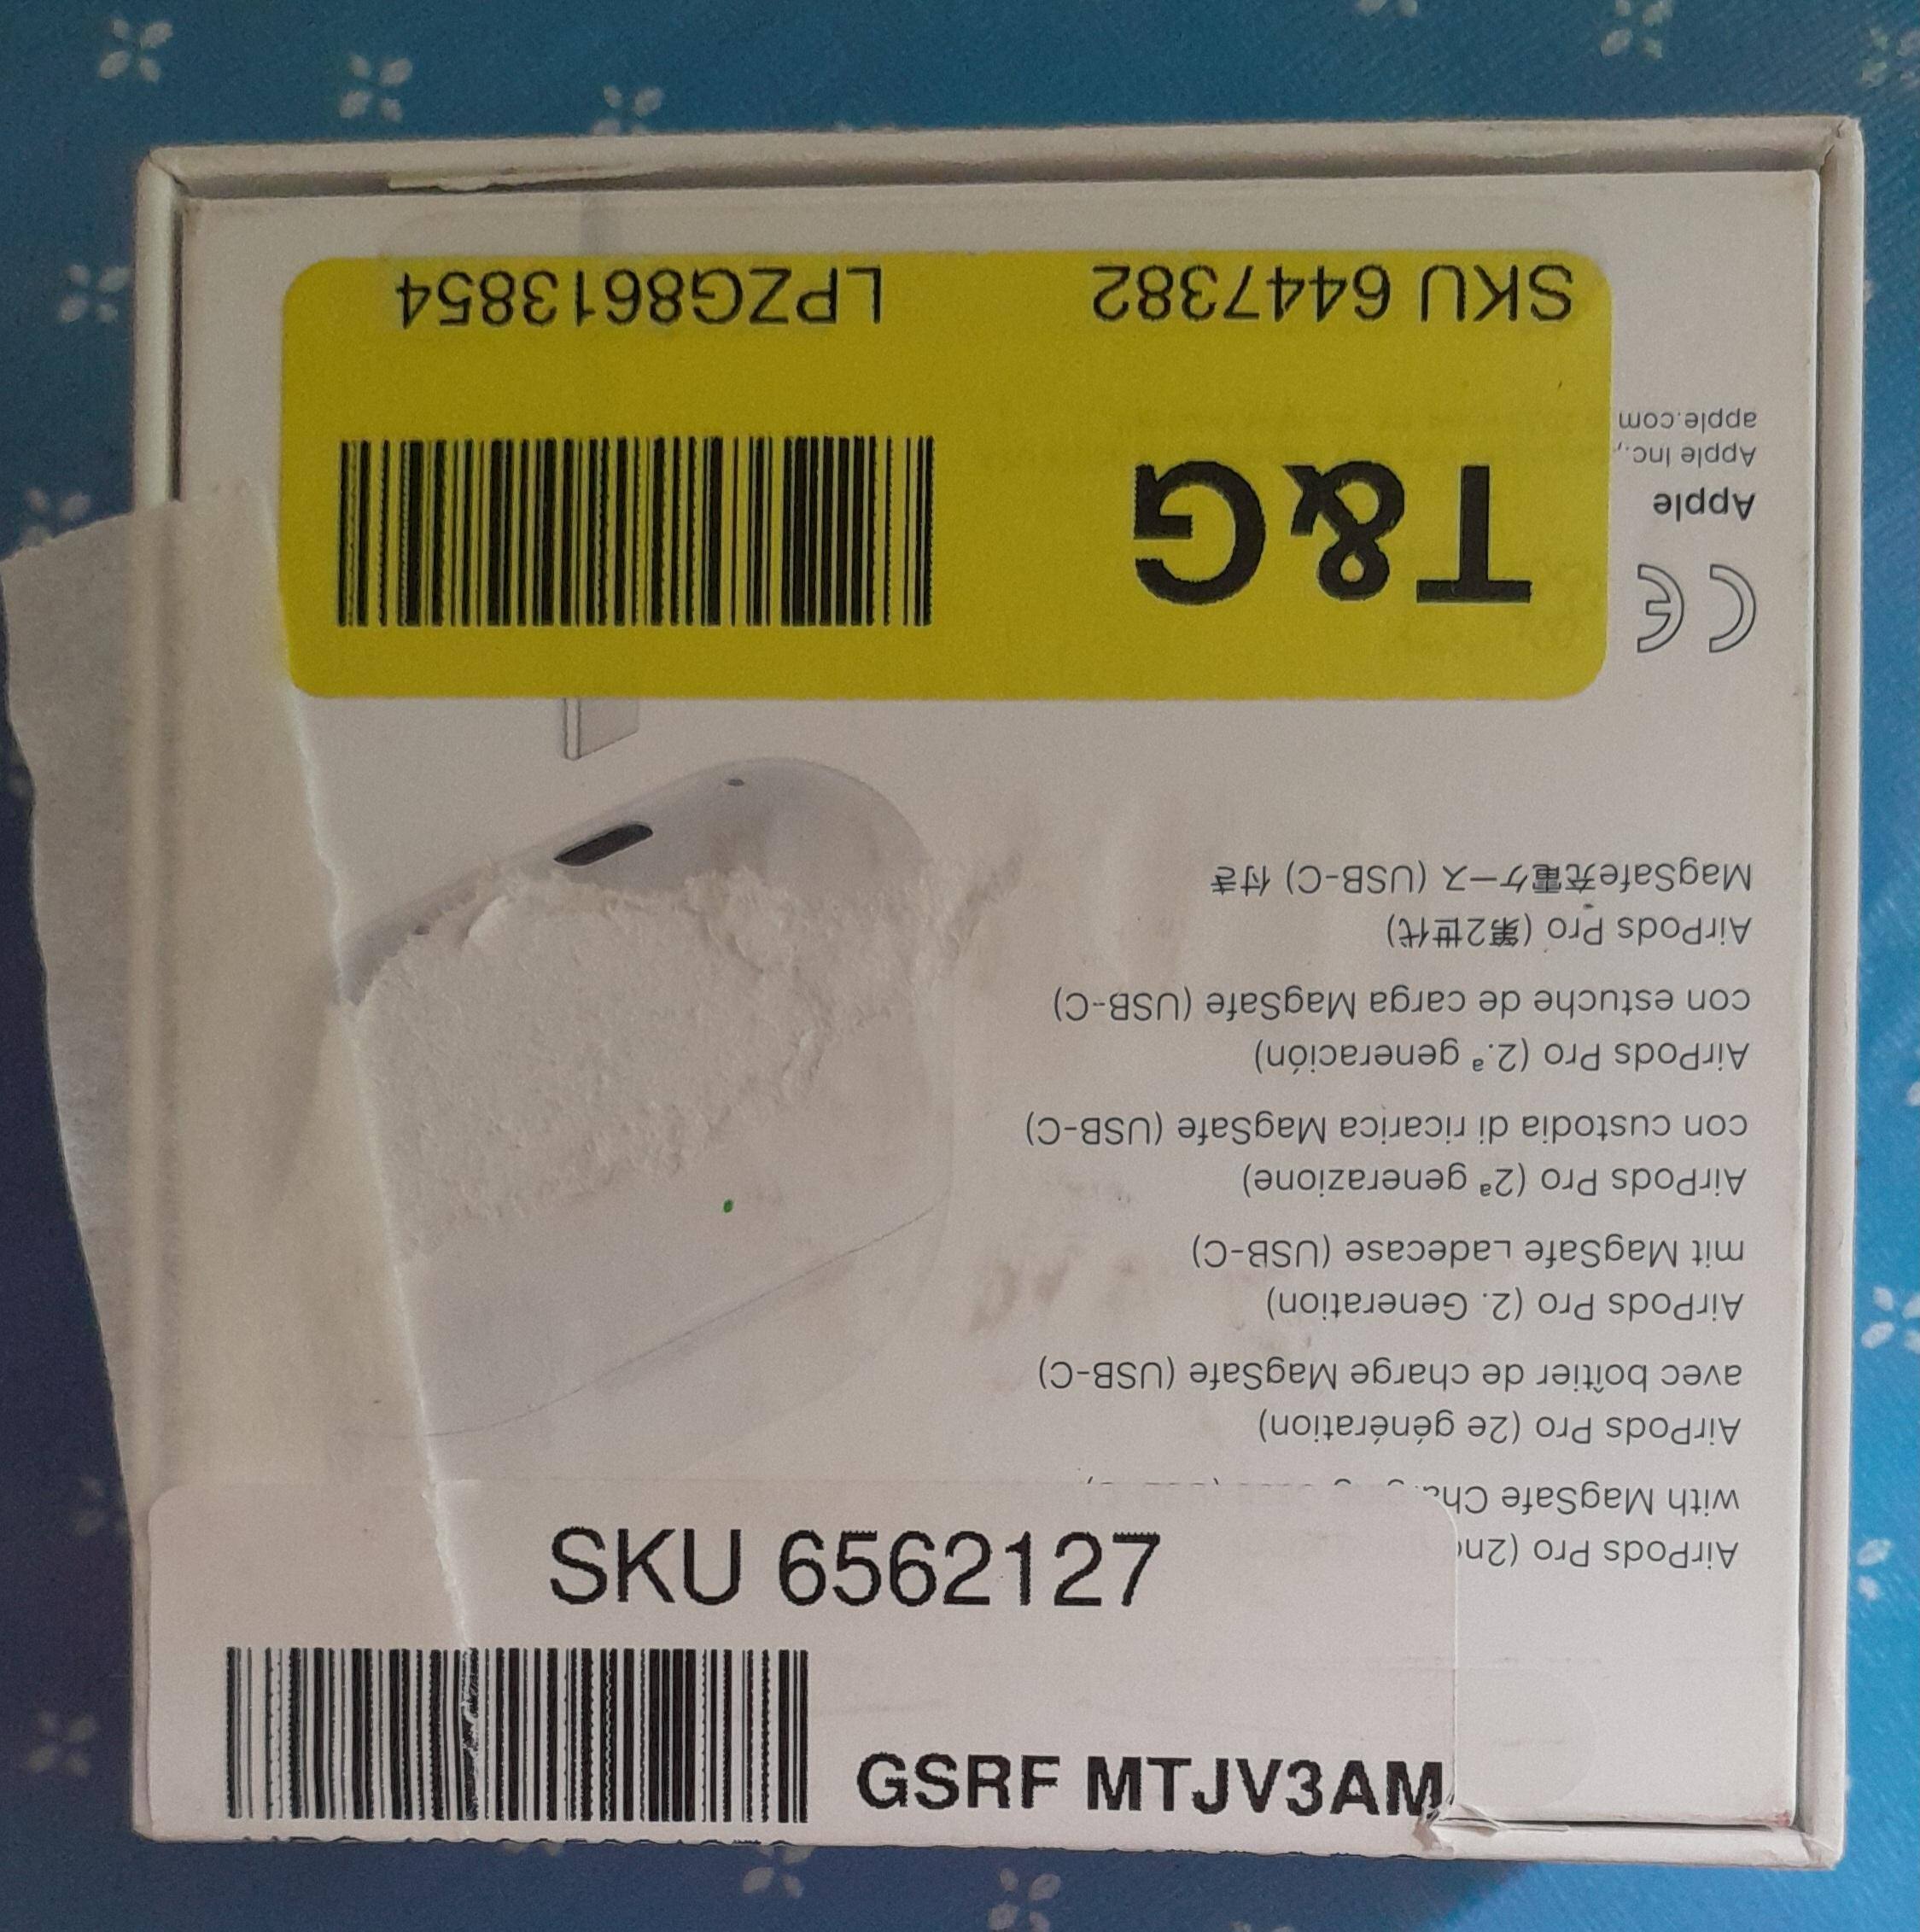 SKU 6562127
GSRF MTJV3AM
AirPods Pro
with MagSafe
AirPods Pro (2e génération)
avec boîtier de charge MagSafe (USB-C)
AirPods Pro (2. Generation)
mit MagSafe Ladecase (USB-C)
AirPods Pro (2ª generazione)
con custodia di ricarica MagSafe (USB-C)
AirPods Pro (2.ª generación)
con estuche de carga MagSafe (USB-C)
AirPods Pro (第2世代)
MagSafe充電ケース (USB-C) 付き
CE
Apple
Apple Inc.,
apple.com
T&G
SKU 6447382 LPZG8613854